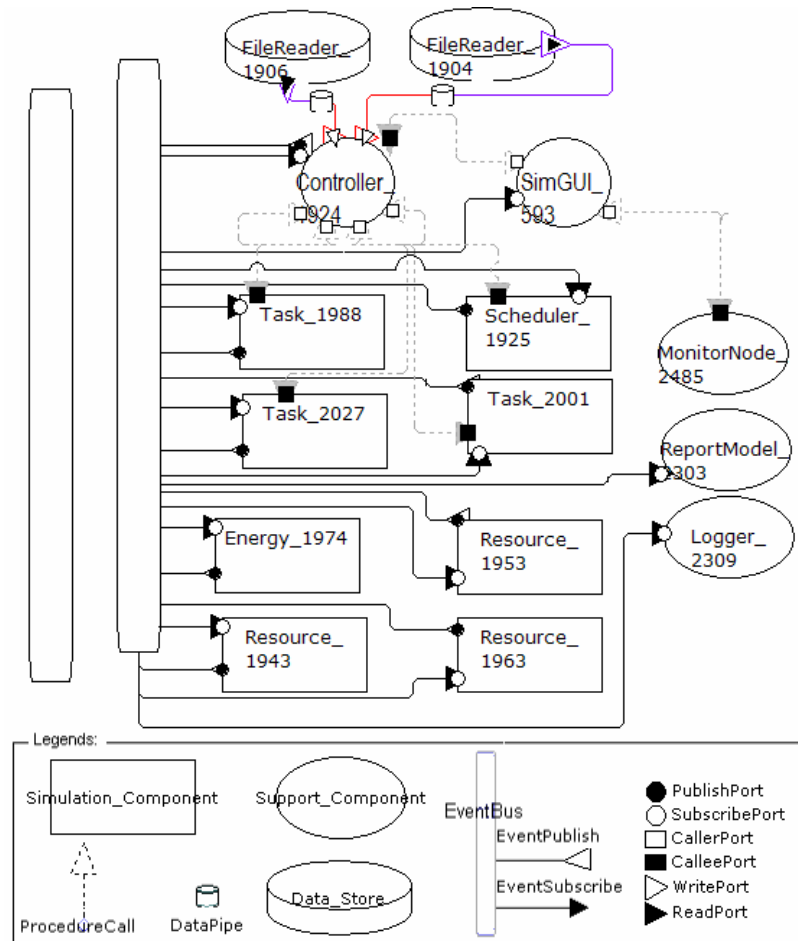 FileReader_
1906
FileReader_
1904
Controller_
1924
SimGUI_
593
Task_1988
Scheduler_
1925
MonitorNode_
2485
Task_2027
Task_2001
ReportModel_
2303
Energy_1974
Resource_
1953
Logger_
2309
Resource_
1943
Resource_
1963
Legends:
Simulation_Component
Support_Component
EventBus
EventPublish
EventSubscribe
PublishPort
SubscribePort
CallerPort
CalleePort
WritePort
ReadPort
ProcedureCall
DataPipe
Data_Store